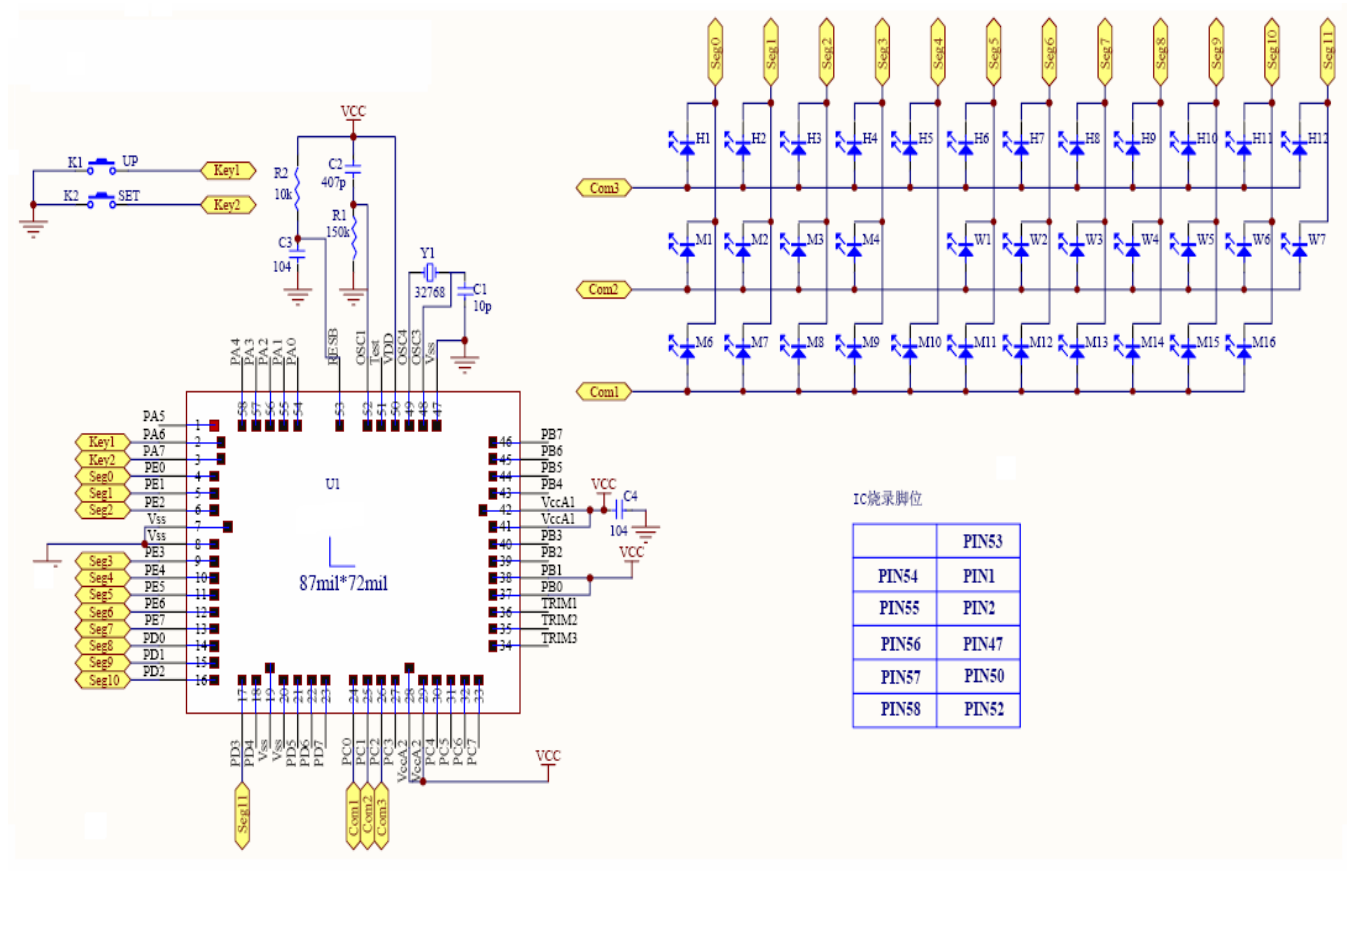 Seg0 Seg1 Seg2 Seg3 Seg4 Seg5 Seg6 Seg7 Seg8 Seg9 Seg10 Seg11
H1 H2 H3 H4 H5 H6 H7 H8 H9 H10 H11 H12
Com3
M1 M2 M3 M4 W1 W2 W3 W4 W5 W6 W7
Com2
M6 M7 M8 M9 M10 M11 M12 M13 M14 M15 M16
Com1
VCC
K1 UP Key1
K2 SET Key2
R2
10k
C2
407p
R1
150k
C3
104
Y1
32768
C1
10p
PA4 PA3 PA2 PA1 PA0 RESB OSC1 Test VDD OSC4 OSC3 Vss
58 57 56 55 54 53 52 51 50 49 48 47
PA5 1
Key1 PA6 2
Key2 PA7 3
Seg0 PE0 4
Seg1 PE1 5
Seg2 PE2 6
Vss 7
Vss 8
Seg3 PE3 9
Seg4 PE4 10
Seg5 PE5 11
Seg6 PE6 12
Seg7 PE7 13
Seg8 PD0 14
Seg9 PD1 15
Seg10 PD2 16
U1
87mil*72mil
46 PB7
45 PB6
44 PB5
43 PB4
42 VccA1
41 VccA1
40 PB3
39 PB2
38 PB1
37 PB0
36 TRIM1
35 TRIM2
34 TRIM3
VCC
C4
104
VCC
17 18 19 20 21 22 23 24 25 26 27 28 29 30 31 32 33
PD3 PD4 Vss Vss PD5 PD6 PD7 PC0 PC1 PC2 PC3 VccA2 VccA2 PC4 PC5 PC6 PC7
VCC
Seg11 Com1 Com2 Com3
IC烧录脚位
PIN53
PIN54 PIN1
PIN55 PIN2
PIN56 PIN47
PIN57 PIN50
PIN58 PIN52